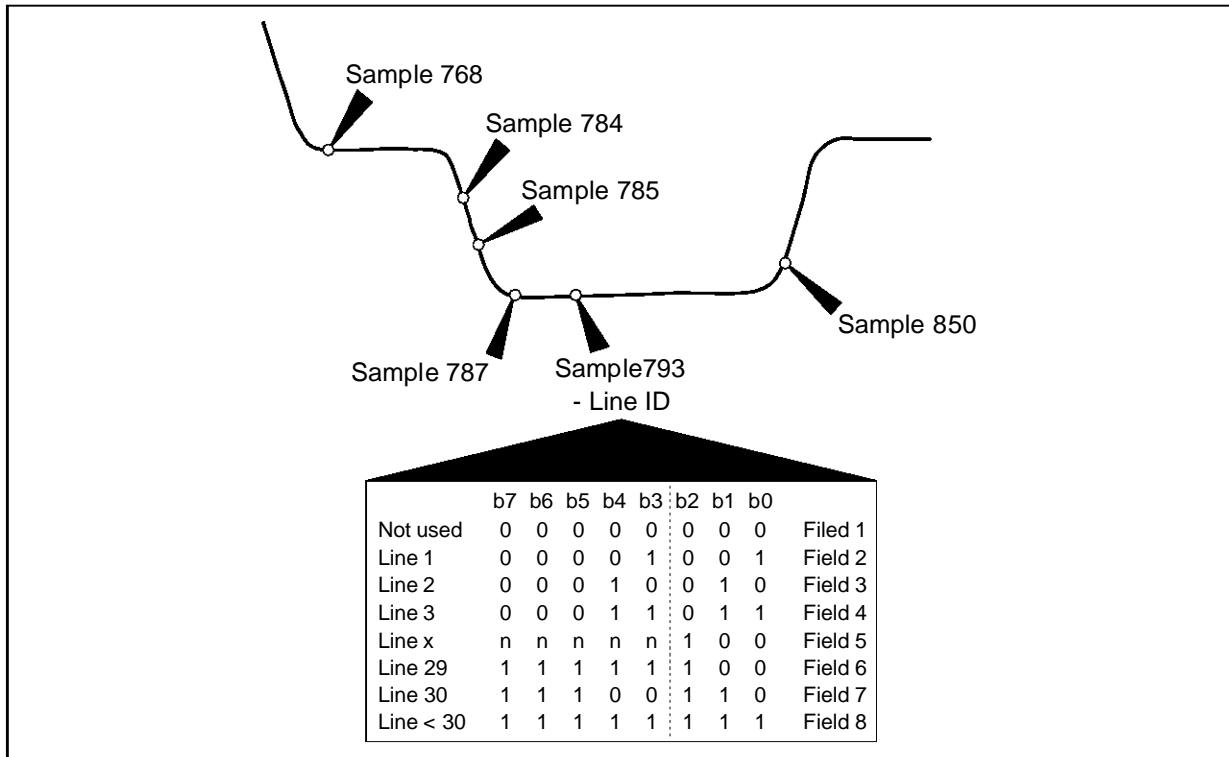 Sample 768
Sample 784
Sample 785
Sample 850
Sample 787
Sample793
- Line ID
b7 b6 b5 b4 b3 b2 b1 b0
Not used 0 0 0 0 0 0 0 0 Filed 1
Line 1 0 0 0 0 1 0 0 1 Field 2
Line 2 0 0 0 1 0 0 1 0 Field 3
Line 3 0 0 0 1 1 0 1 1 Field 4
Line x n n n n n 1 0 0 Field 5
Line 29 1 1 1 1 1 1 0 0 Field 6
Line 30 1 1 1 0 0 1 1 0 Field 7
Line < 30 1 1 1 1 1 1 1 1 Field 8